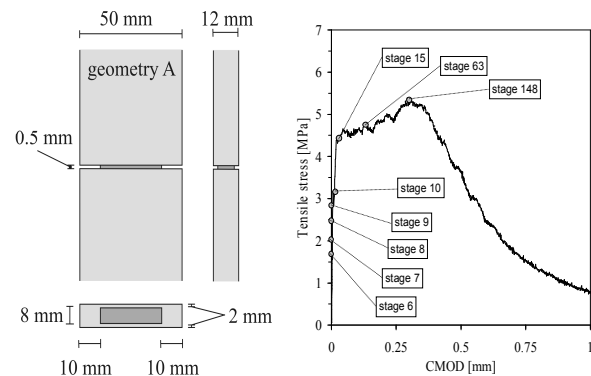 50 mm
12 mm
geometry A
0.5 mm
8 mm
2 mm
10 mm
10 mm
7
6
5
4
3
2
1
0
Tensile stress [MPa]
stage 15
stage 63
stage 148
stage 10
stage 9
stage 8
stage 7
stage 6
0
0.25
0.5
0.75
1
CMOD [mm]